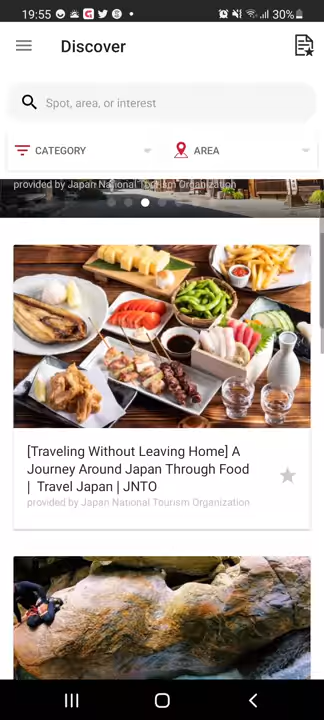 19:55
30%
Discover
Spot, area, or interest
CATEGORY
AREA
provided by Japan National Tourism Organization
[Traveling Without Leaving Home] A
Journey Around Japan Through Food
| Travel Japan | JNTO
provided by Japan National Tourism Organization